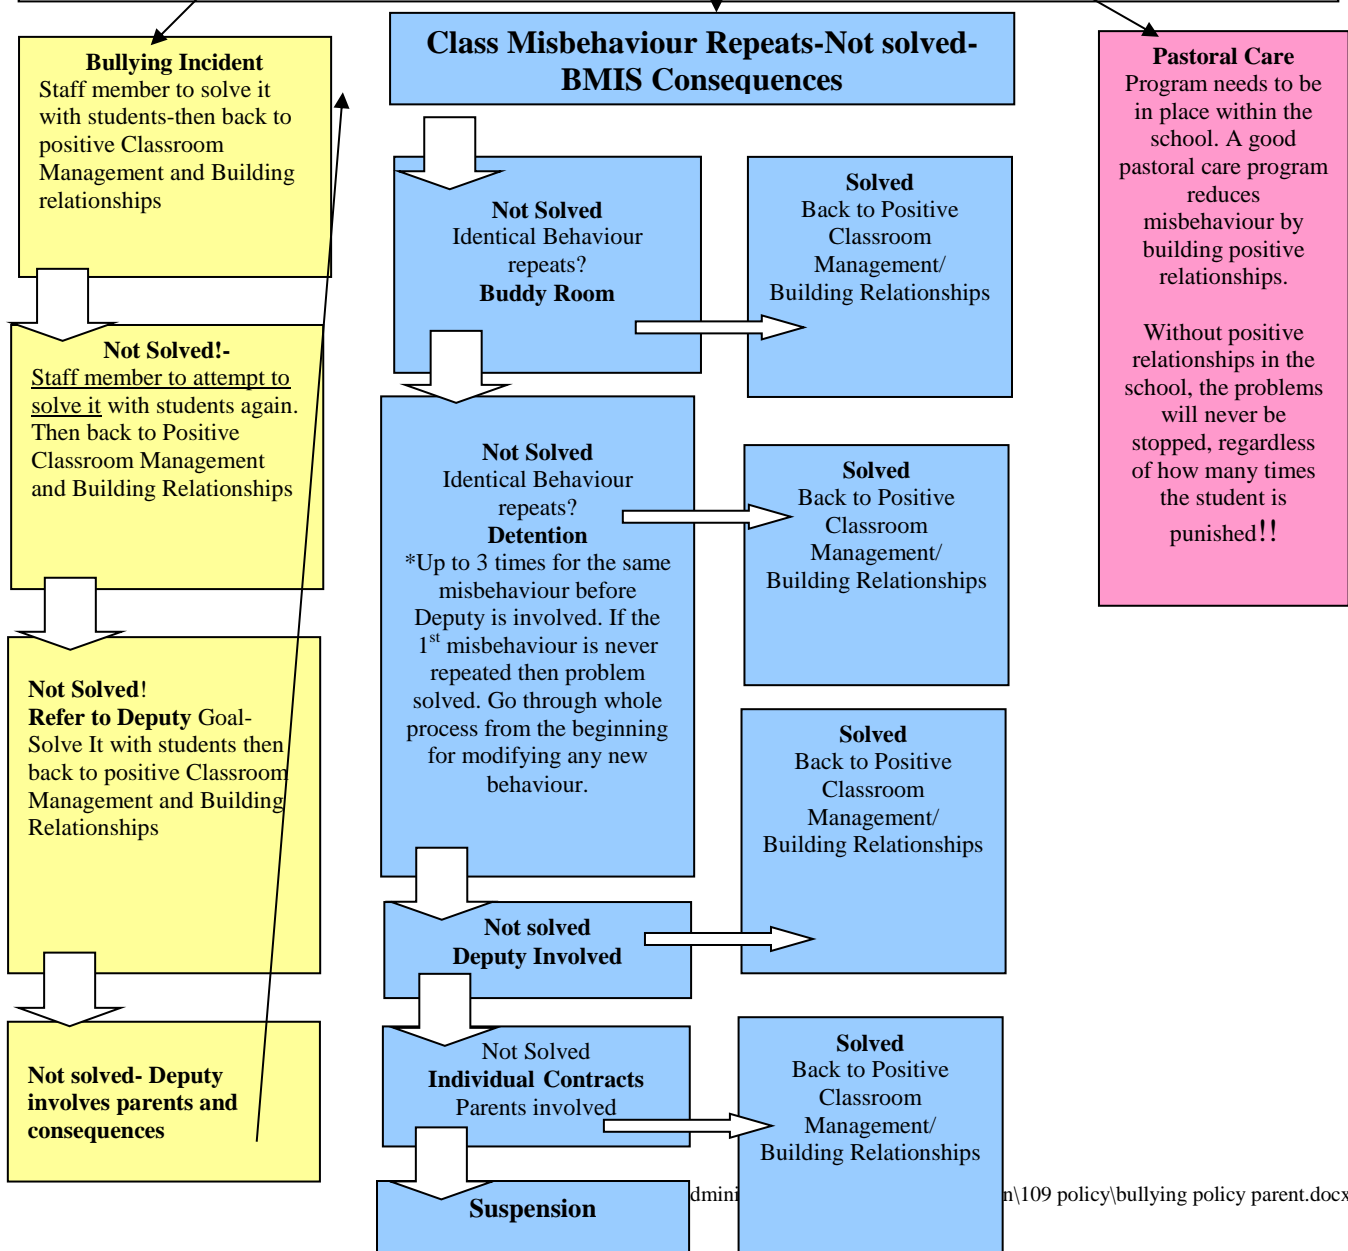 Bullying Incident
Staff member to solve it
with students-then back to
positive Classroom
Management and Building
relationships
Not Solved!-
Staff member to attempt to
solve it with students again.
Then back to Positive
Classroom Management
and Building Relationships
Not Solved!
Refer to Deputy Goal-
Solve It with students then
back to positive Classroom
Management and Building
Relationships
Not solved- Deputy
involves parents and
consequences
Class Misbehaviour Repeats-Not solved-
BMIS Consequences
Not Solved
Identical Behaviour
repeats?
Buddy Room
Solved
Back to Positive
Classroom
Management/
Building Relationships
Not Solved
Identical Behaviour
repeats?
Detention
*Up to 3 times for the same
misbehaviour before
Deputy is involved. If the
1st misbehaviour is never
repeated then problem
solved. Go through whole
process from the beginning
for modifying any new
behaviour.
Solved
Back to Positive
Classroom
Management/
Building Relationships
Not solved
Deputy Involved
Solved
Back to Positive
Classroom
Management/
Building Relationships
Not Solved
Individual Contracts
Parents involved
Solved
Back to Positive
Classroom
Management/
Building Relationships
Suspension
Pastoral Care
Program needs to be
in place within the
school. A good
pastoral care program
reduces
misbehaviour by
building positive
relationships.
Without positive
relationships in the
school, the problems
will never be
stopped, regardless
of how many times
the student is
punished!!
\109 policy\bullying policy parent.docx